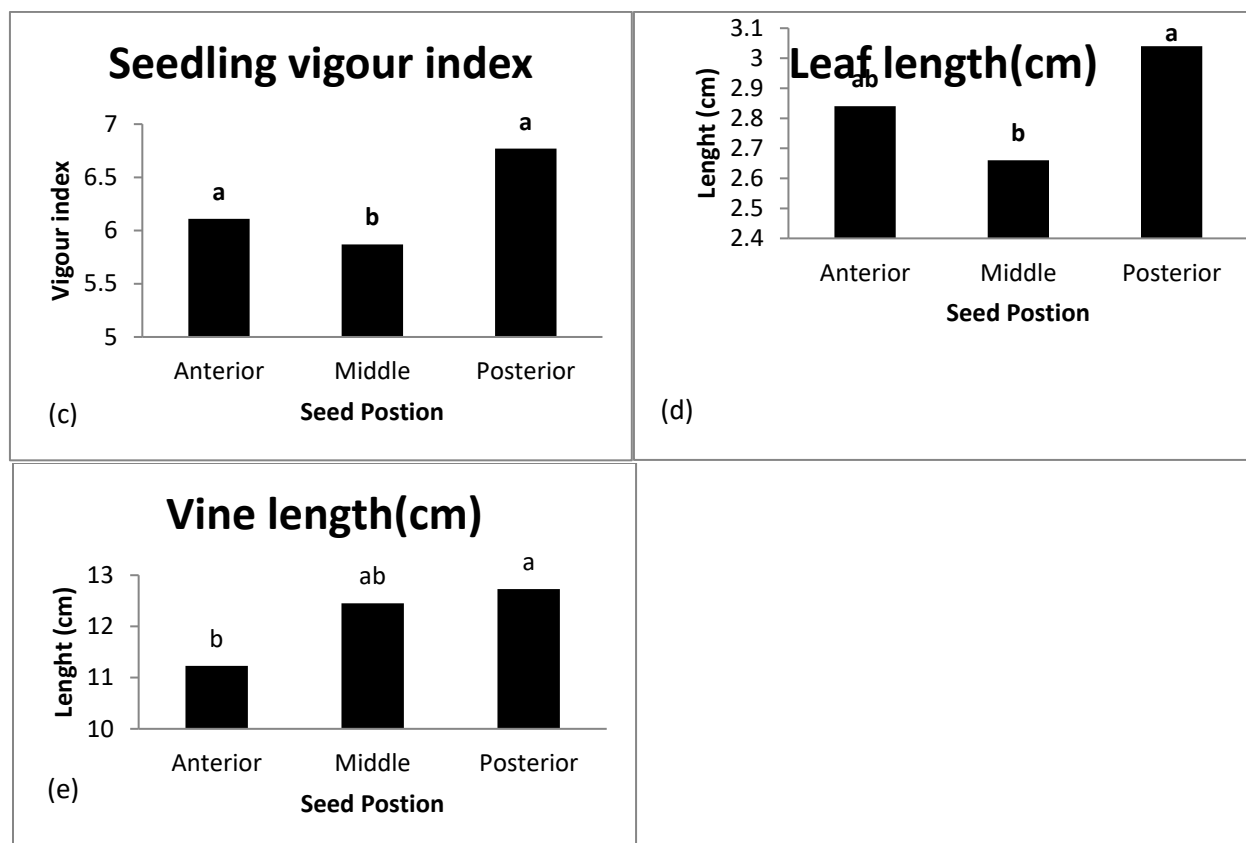 Seedling vigour index
Vigour index
7
6.5
6
5.5
5
a
b
a
Anterior Middle Posterior
Seed Postion
(c)
Leaf length(cm)
Lenght (cm)
3.1
3
2.9
2.8
2.7
2.6
2.5
2.4
ab
b
a
Anterior Middle Posterior
Seed Postion
(d)
Vine length(cm)
Lenght (cm)
13
12
11
10
b
ab
a
Anterior Middle Posterior
Seed Postion
(e)